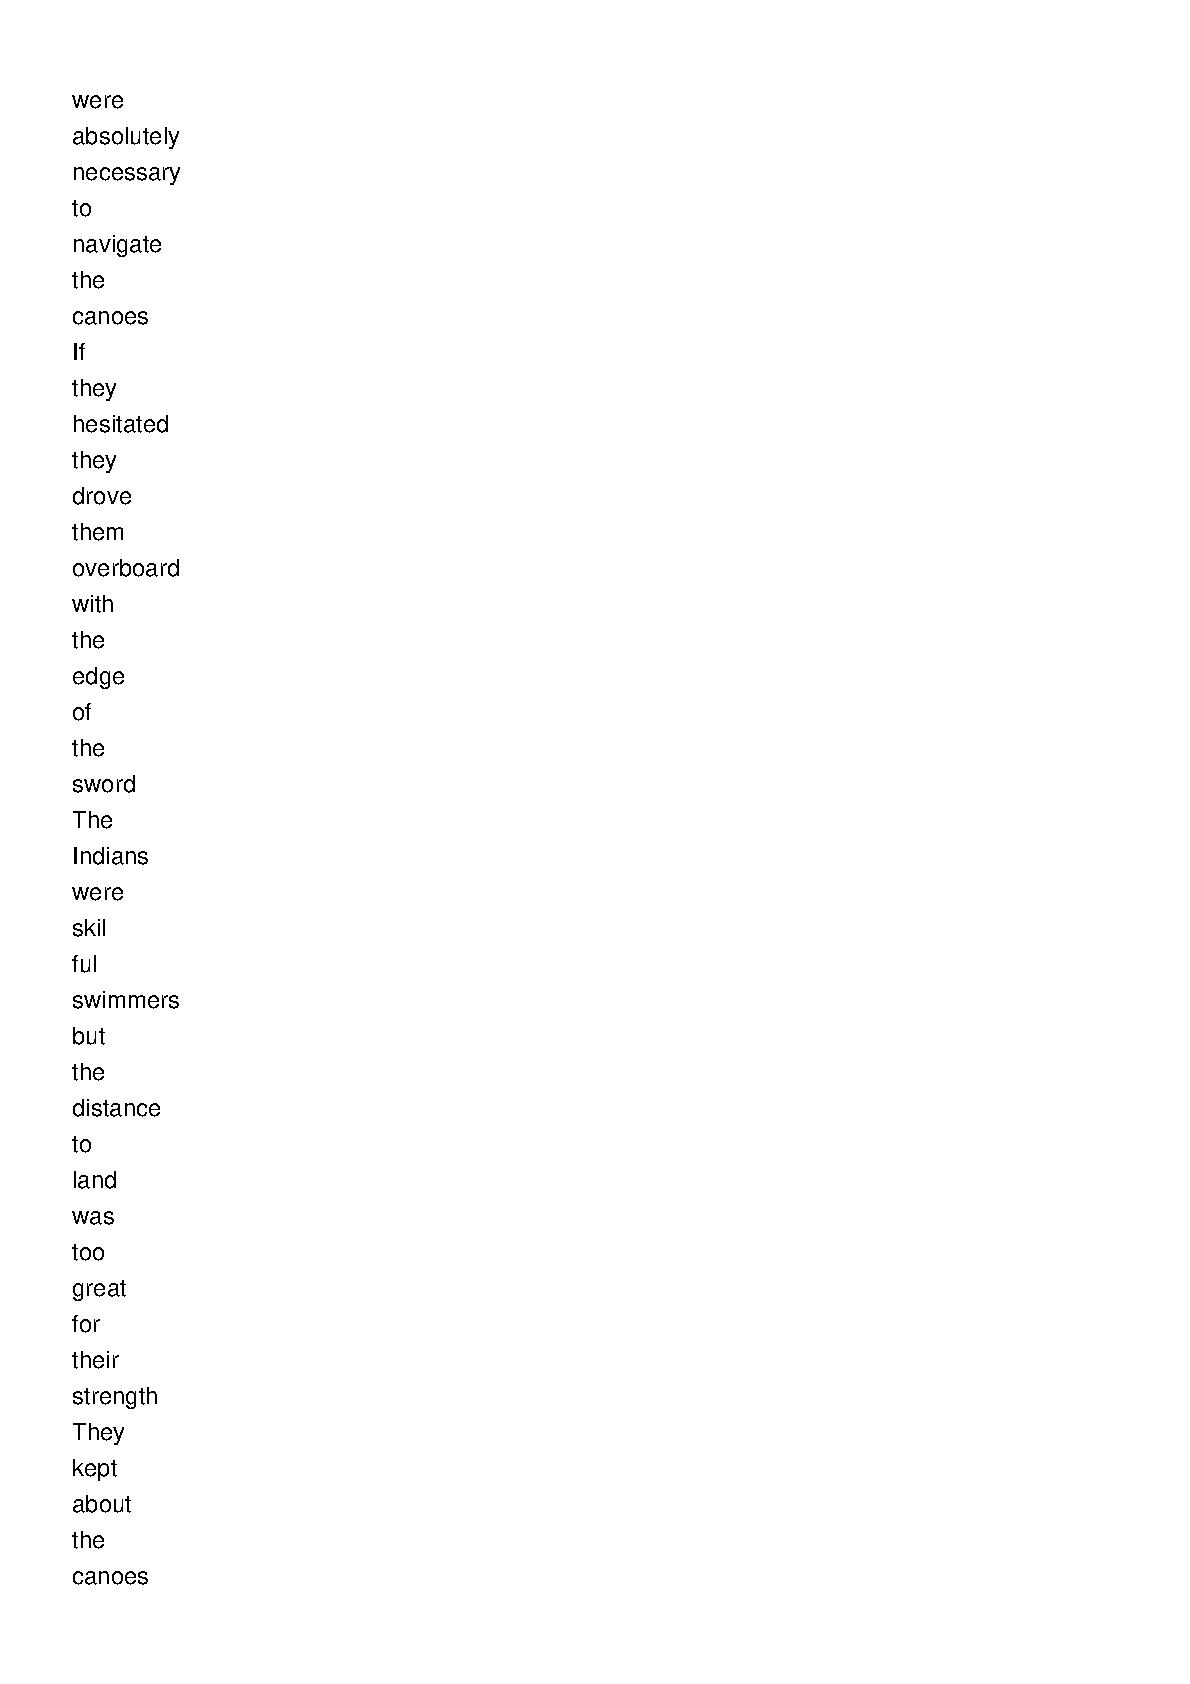 were
absolutely
necessary
to
navigate
the
canoes
If
they
hesitated
they
drove
them
overboard
with
the
edge
of
the
sword
The
Indians
were
skil
ful
swimmers
but
the
distance
to
land
was
too
great
for
their
strength
They
kept
about
the
canoes